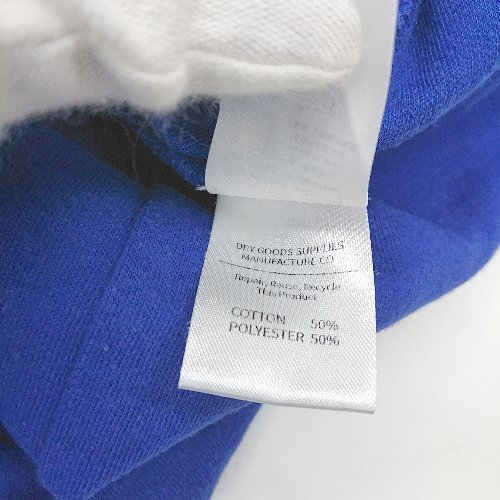 DRY GOODS SUPPLIES
MANUFACTURE CO
Repair, Reuse, Recycle
This Product
COTTON 50%
POLYESTER 50%